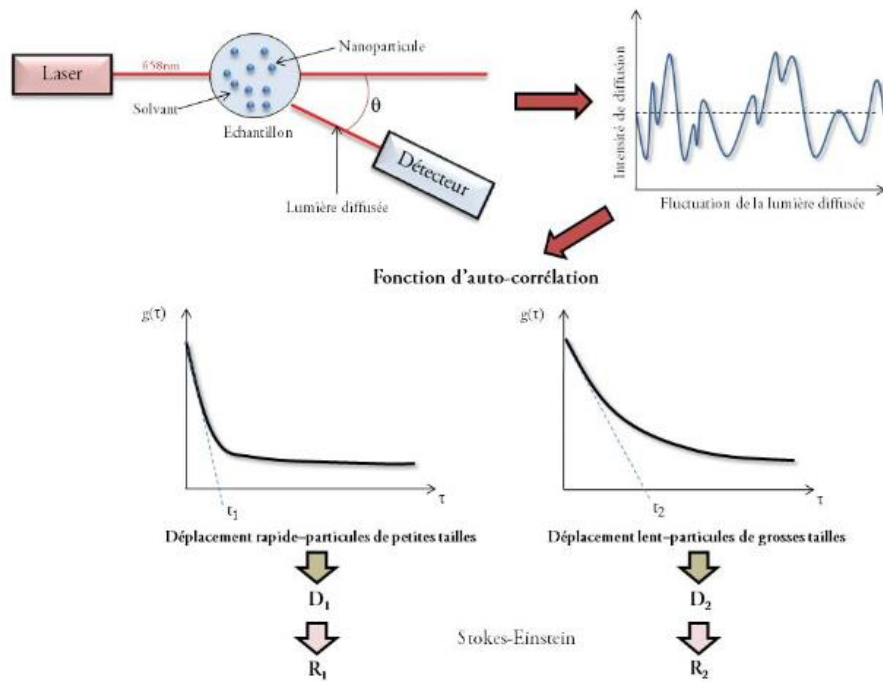 Laser
658nm
Nanoparticule
Solvant
Echantillon
θ
Détecteur
Lumière diffusée
Intensité de diffusion
Fluctuation de la lumière diffusée
Fonction d'auto-corrélation
g(τ)
τ
τ1
Déplacement rapide–particules de petites tailles
D1
R1
g(τ)
τ
τ2
Déplacement lent–particules de grosses tailles
D2
R2
Stokes-Einstein